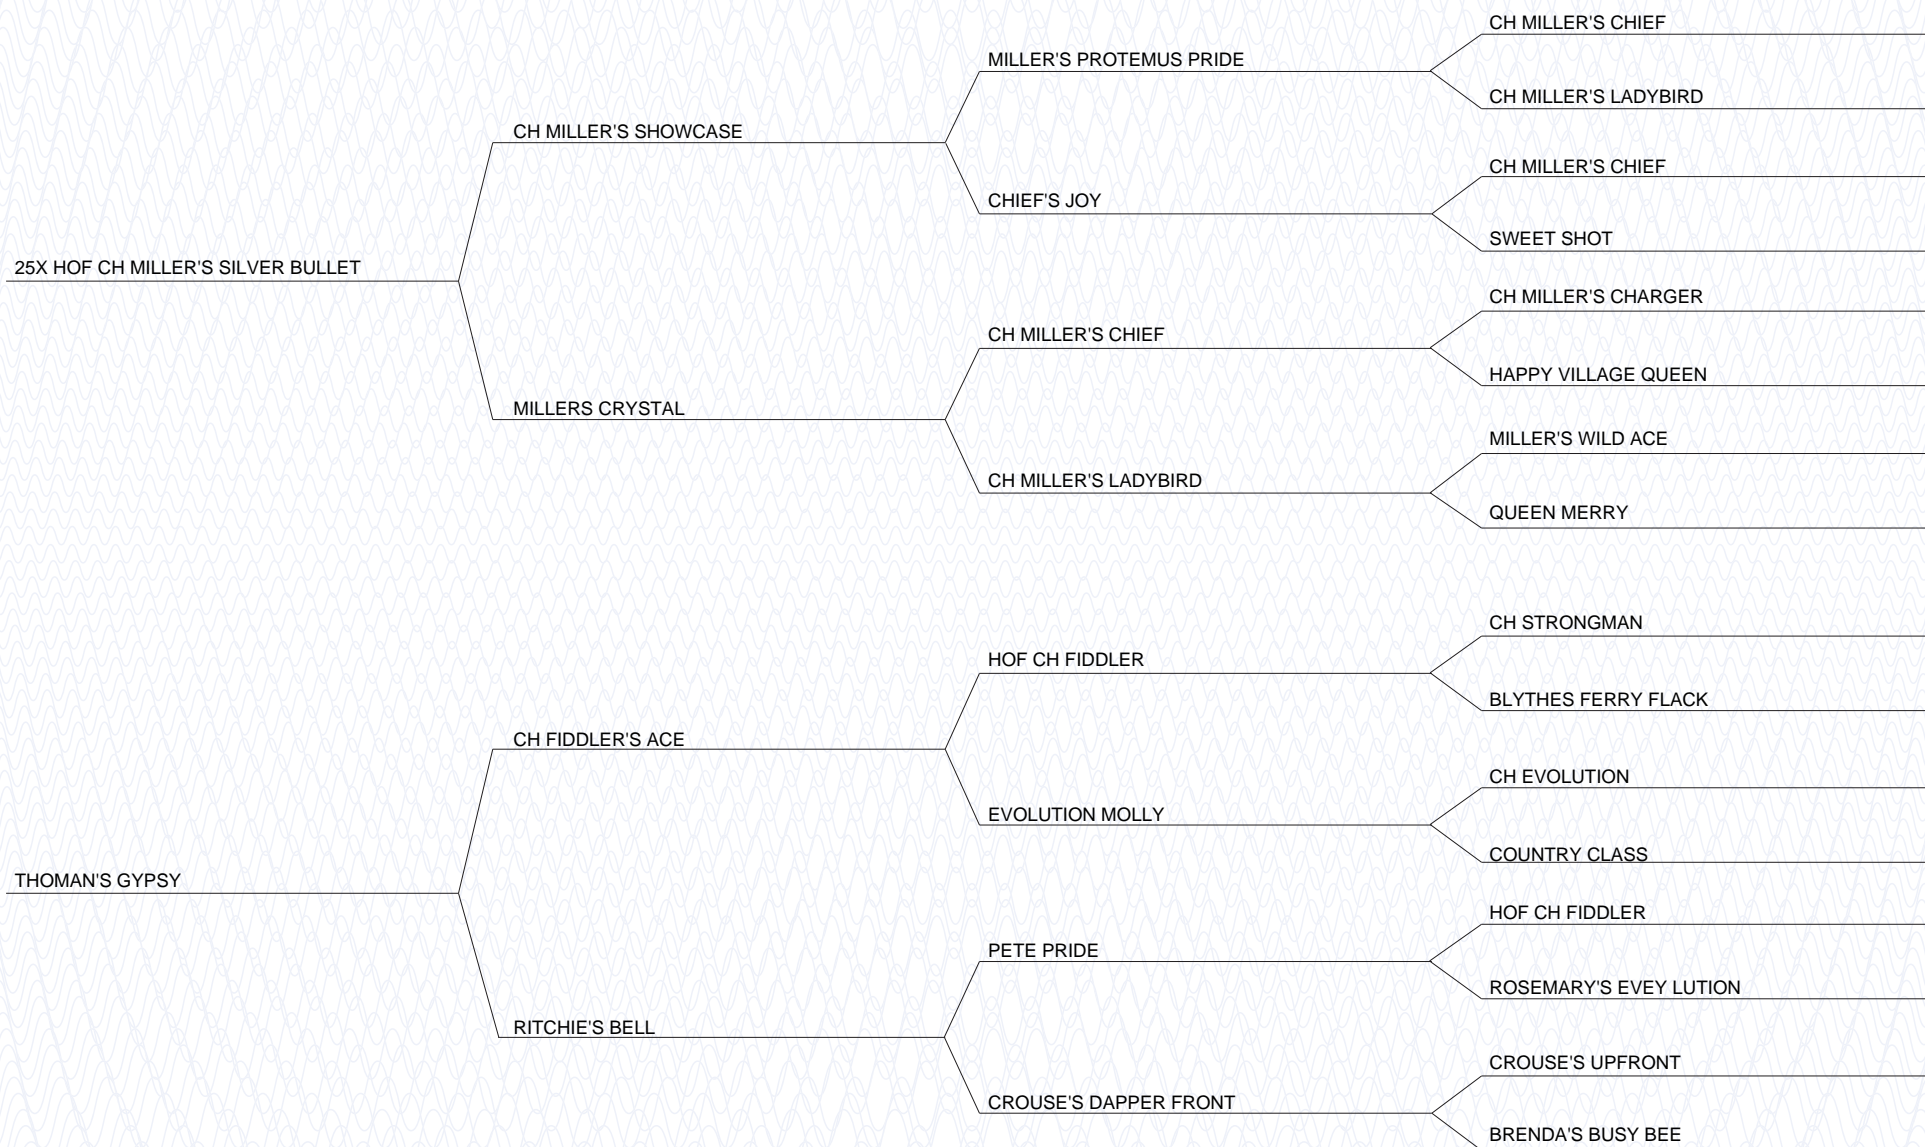 CH MILLER'S CHIEF
MILLER'S PROTEMUS PRIDE
CH MILLER'S LADYBIRD
CH MILLER'S SHOWCASE
CH MILLER'S CHIEF
CHIEF'S JOY
SWEET SHOT
25X HOF CH MILLER'S SILVER BULLET
CH MILLER'S CHARGER
CH MILLER'S CHIEF
HAPPY VILLAGE QUEEN
MILLERS CRYSTAL
MILLER'S WILD ACE
CH MILLER'S LADYBIRD
QUEEN MERRY
CH STRONGMAN
HOF CH FIDDLER
BLYTHES FERRY FLACK
CH FIDDLER'S ACE
CH EVOLUTION
EVOLUTION MOLLY
COUNTRY CLASS
THOMAN'S GYPSY
HOF CH FIDDLER
PETE PRIDE
ROSEMARY'S EVEY LUTION
RITCHIE'S BELL
CROUSE'S UPFRONT
CROUSE'S DAPPER FRONT
BRENDA'S BUSY BEE